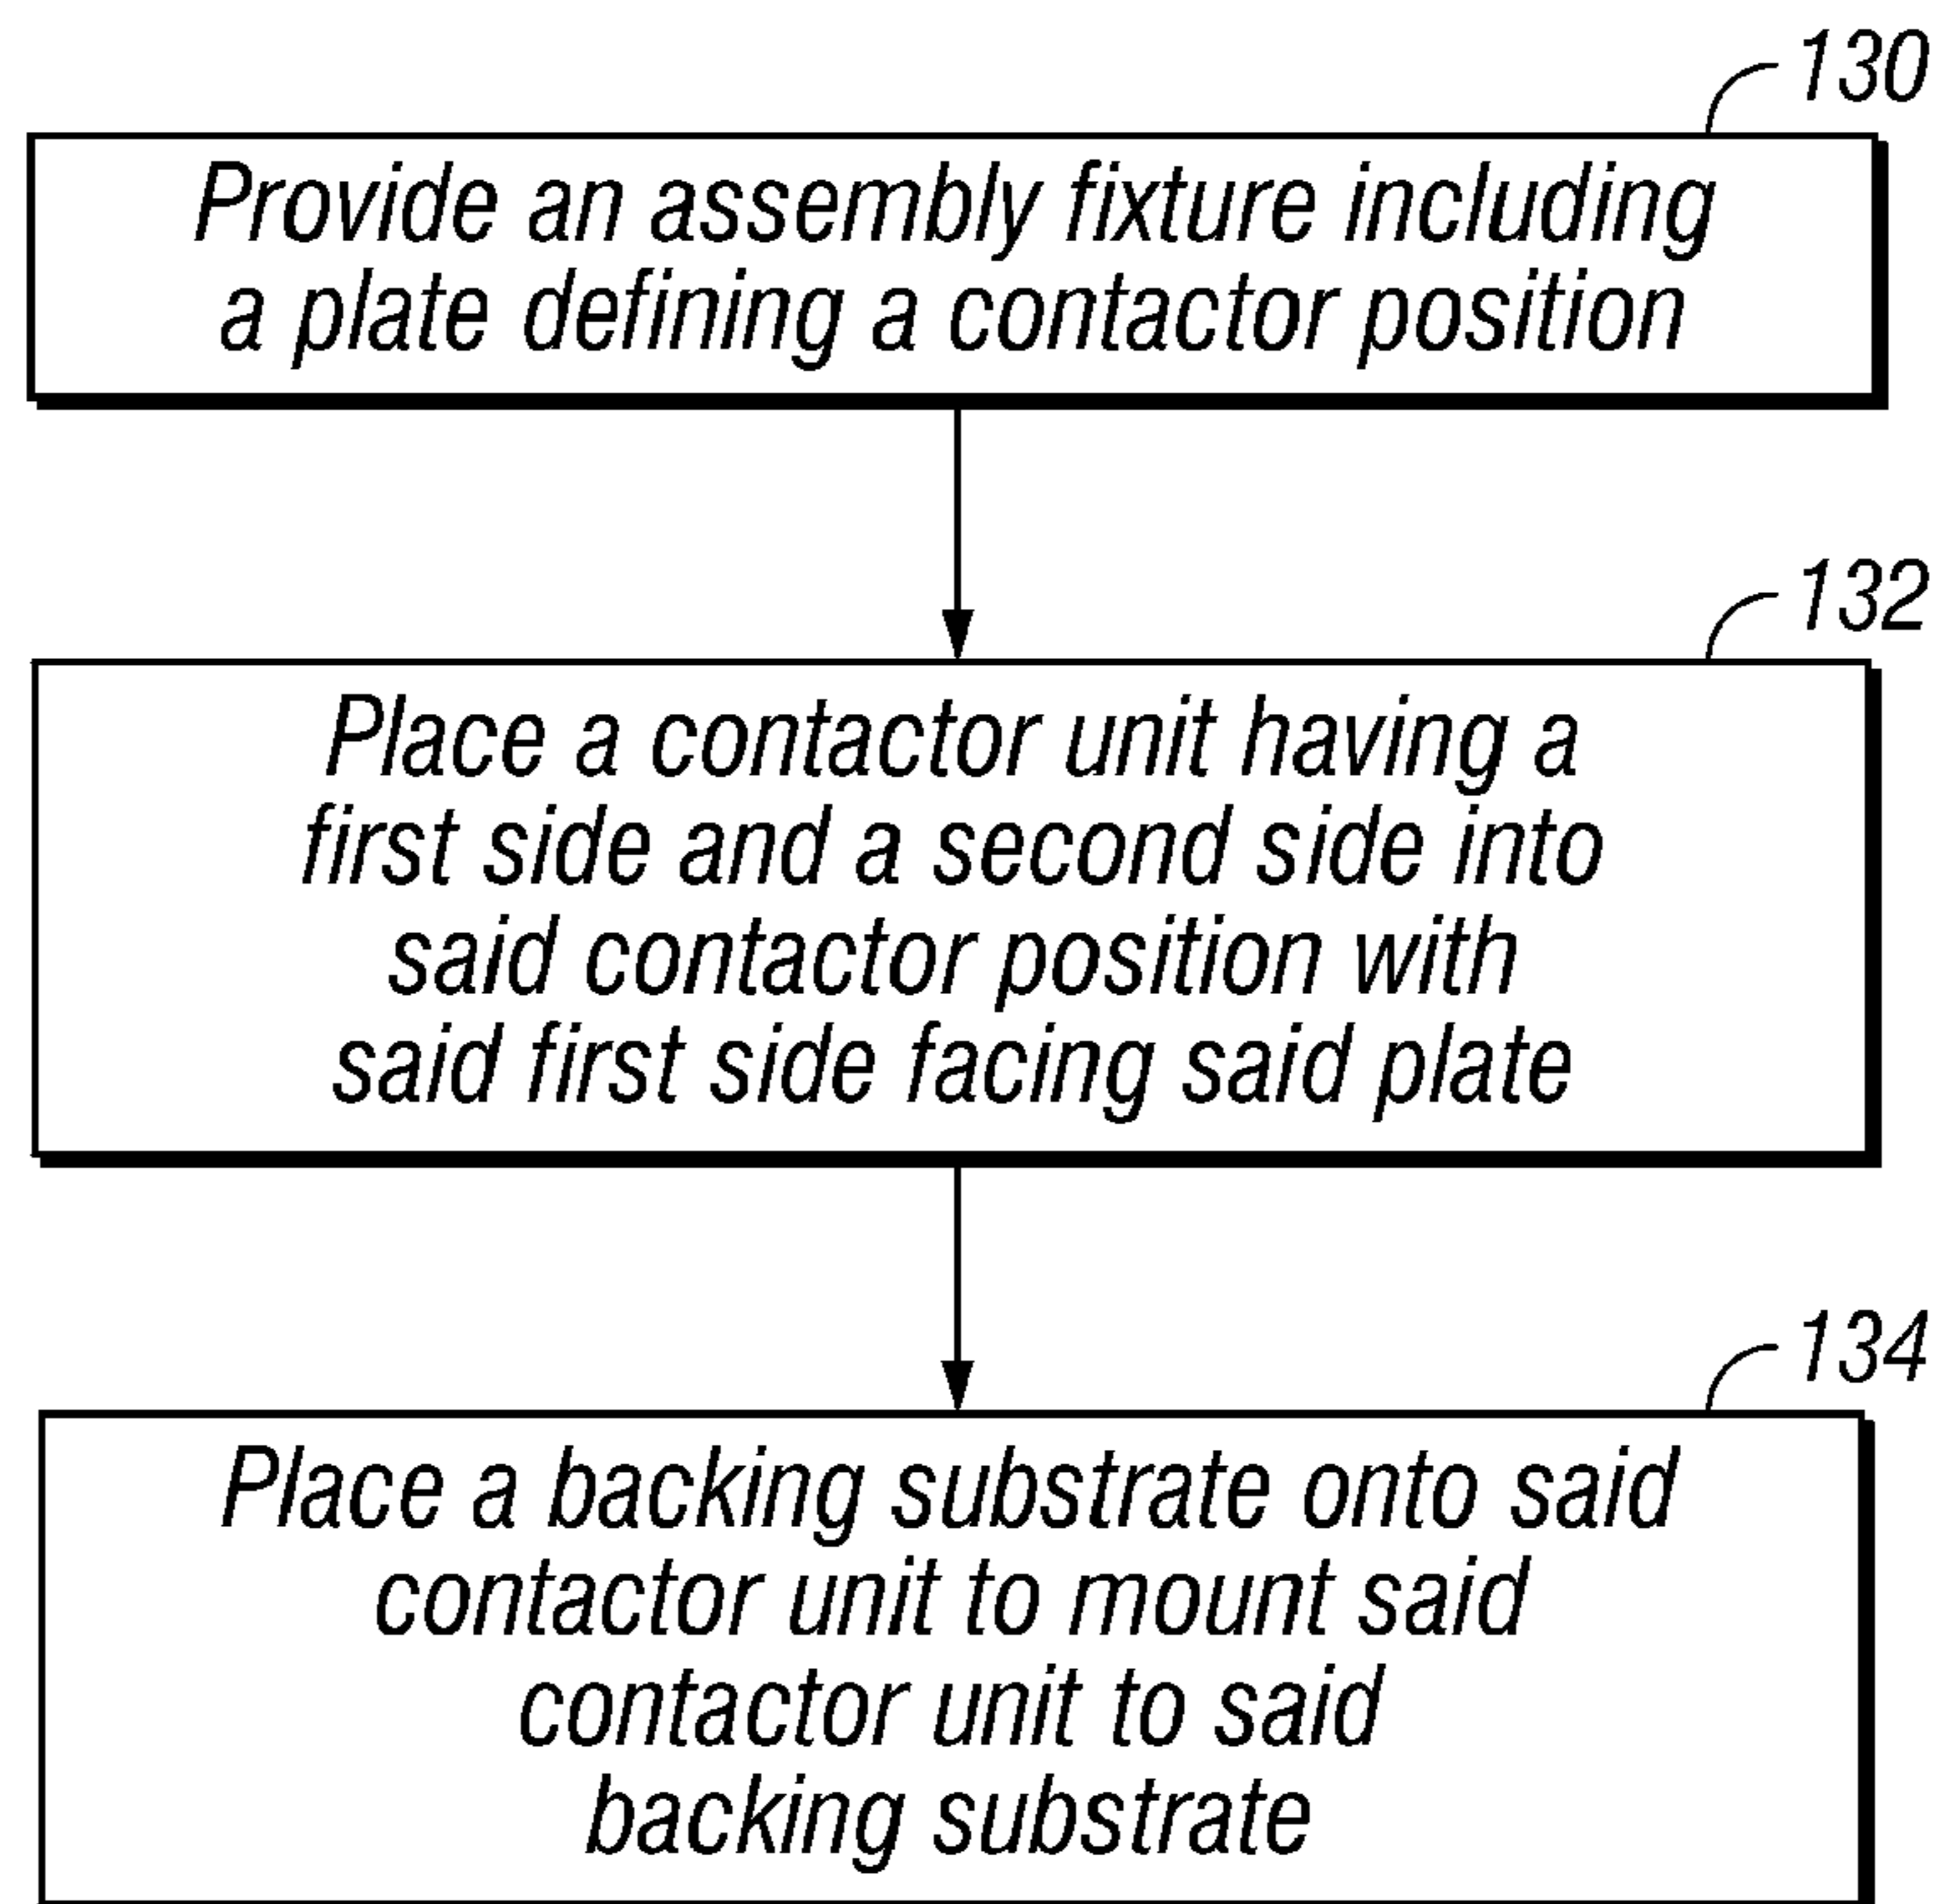 130
Provide an assembly fixture including
a plate defining a contactor position
132
Place a contactor unit having a
first side and a second side into
said contactor position with
said first side facing said plate
134
Place a backing substrate onto said
contactor unit to mount said
contactor unit to said
backing substrate